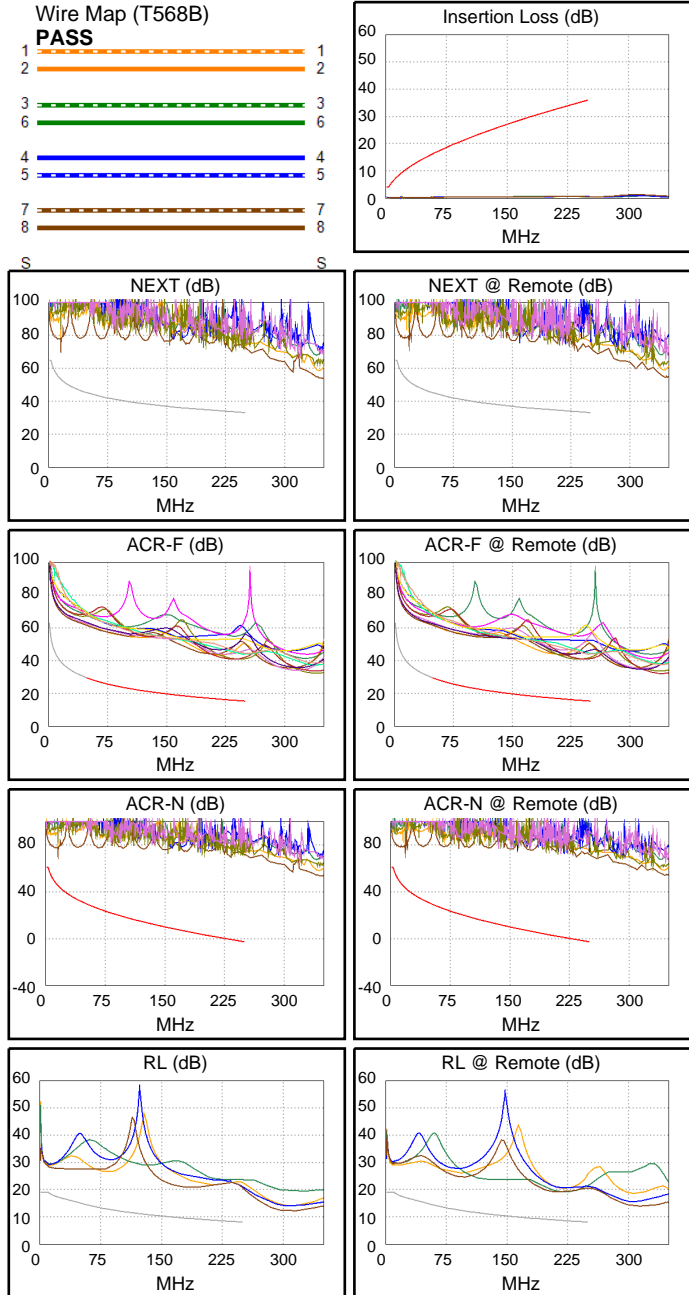 Wire Map (T568B)
PASS
1 1
2 2
3 3
6 6
4 4
5 5
7 7
8 8
S S
Insertion Loss (dB)
60
50
40
30
20
10
0
0 75 150 225 300
MHz
NEXT (dB)
100
80
60
40
20
0
0 75 150 225 300
MHz
NEXT @ Remote (dB)
100
80
60
40
20
0
0 75 150 225 300
MHz
ACR-F (dB)
100
80
60
40
20
0
0 75 150 225 300
MHz
ACR-F @ Remote (dB)
100
80
60
40
20
0
0 75 150 225 300
MHz
ACR-N (dB)
80
40
0
-40
0 75 150 225 300
MHz
ACR-N @ Remote (dB)
80
40
0
-40
0 75 150 225 300
MHz
RL (dB)
60
50
40
30
20
10
0
0 75 150 225 300
MHz
RL @ Remote (dB)
60
50
40
30
20
10
0
0 75 150 225 300
MHz